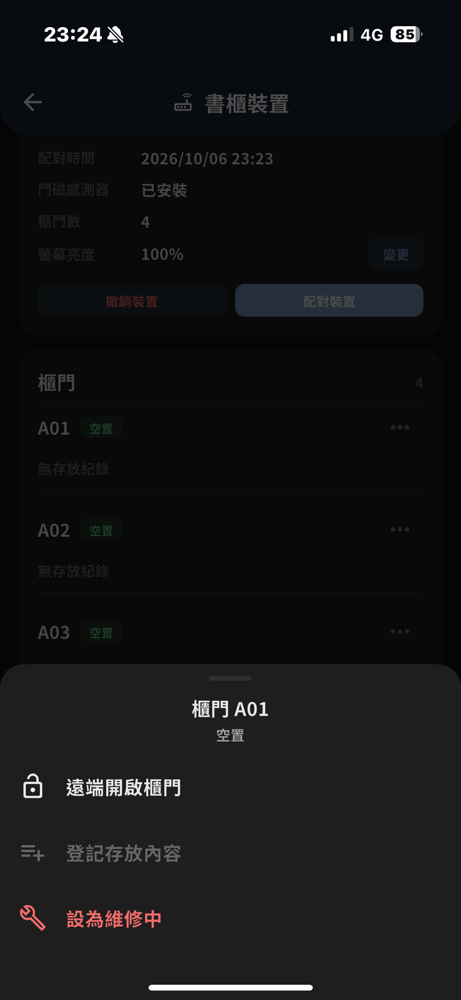 23:24
4G 85
書櫃裝置
配對時間 2026/10/06 23:23
門磁感測器 已安裝
櫃門數 4
螢幕亮度 100% 變更
撤銷裝置 配對裝置
櫃門 4
A01 空置
無存放紀錄
A02 空置
無存放紀錄
A03 空置
櫃門 A01
空置
遠端開啟櫃門
登記存放內容
設為維修中